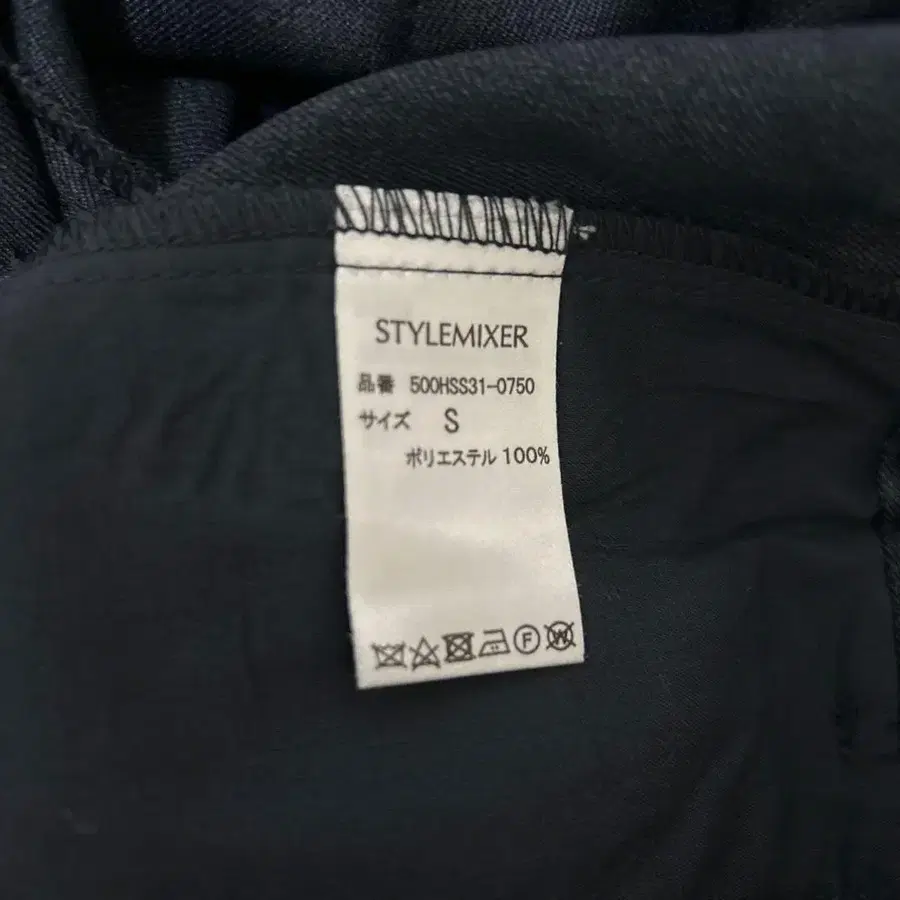 STYLEMIXER
品番 500HSS31-0750
サイズ S
ポリエステル 100%
F W